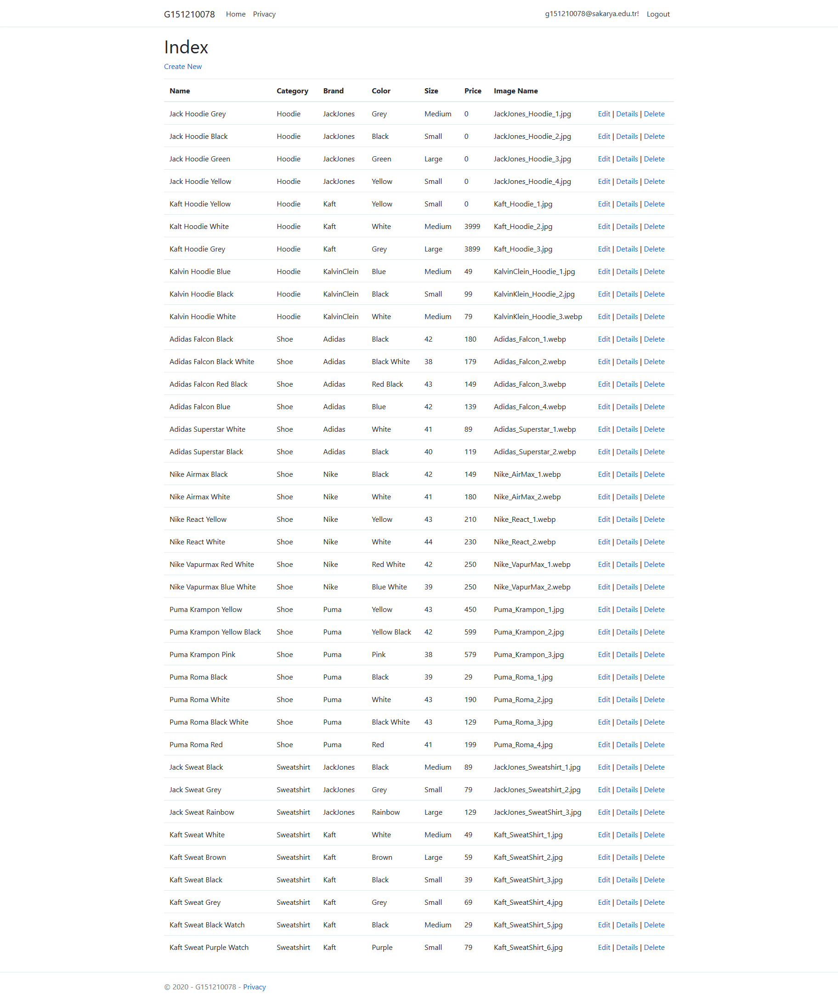 G151210078 Home Privacy g151210078@sakarya.edu.tr! Logout
Index
Create New
Name Category Brand Color Size Price Image Name
Jack Hoodie Grey Hoodie JackJones Grey Medium 0 JackJones_Hoodie_1.jpg Edit | Details | Delete
Jack Hoodie Black Hoodie JackJones Black Small 0 JackJones_Hoodie_2.jpg Edit | Details | Delete
Jack Hoodie Green Hoodie JackJones Green Large 0 JackJones_Hoodie_3.jpg Edit | Details | Delete
Jack Hoodie Yellow Hoodie JackJones Yellow Small 0 JackJones_Hoodie_4.jpg Edit | Details | Delete
Kaft Hoodie Yellow Hoodie Kaft Yellow Small 0 Kaft_Hoodie_1.jpg Edit | Details | Delete
Kalt Hoodie White Hoodie Kaft White Medium 3999 Kaft_Hoodie_2.jpg Edit | Details | Delete
Kaft Hoodie Grey Hoodie Kaft Grey Large 3899 Kaft_Hoodie_3.jpg Edit | Details | Delete
Kalvin Hoodie Blue Hoodie KalvinClein Blue Medium 49 KalvinClein_Hoodie_1.jpg Edit | Details | Delete
Kalvin Hoodie Black Hoodie KalvinClein Black Small 99 KalvinKlein_Hoodie_2.jpg Edit | Details | Delete
Kalvin Hoodie White Hoodie KalvinClein White Medium 79 KalvinKlein_Hoodie_3.webp Edit | Details | Delete
Adidas Falcon Black Shoe Adidas Black 42 180 Adidas_Falcon_1.webp Edit | Details | Delete
Adidas Falcon Black White Shoe Adidas Black White 38 179 Adidas_Falcon_2.webp Edit | Details | Delete
Adidas Falcon Red Black Shoe Adidas Red Black 43 149 Adidas_Falcon_3.webp Edit | Details | Delete
Adidas Falcon Blue Shoe Adidas Blue 42 139 Adidas_Falcon_4.webp Edit | Details | Delete
Adidas Superstar White Shoe Adidas White 41 89 Adidas_Superstar_1.webp Edit | Details | Delete
Adidas Superstar Black Shoe Adidas Black 40 119 Adidas_Superstar_2.webp Edit | Details | Delete
Nike Airmax Black Shoe Nike Black 42 149 Nike_AirMax_1.webp Edit | Details | Delete
Nike Airmax White Shoe Nike White 41 180 Nike_AirMax_2.webp Edit | Details | Delete
Nike React Yellow Shoe Nike Yellow 43 210 Nike_React_1.webp Edit | Details | Delete
Nike React White Shoe Nike White 44 230 Nike_React_2.webp Edit | Details | Delete
Nike Vapurmax Red White Shoe Nike Red White 42 250 Nike_VapurMax_1.webp Edit | Details | Delete
Nike Vapurmax Blue White Shoe Nike Blue White 39 250 Nike_VapurMax_2.webp Edit | Details | Delete
Puma Krampon Yellow Shoe Puma Yellow 43 450 Puma_Krampon_1.jpg Edit | Details | Delete
Puma Krampon Yellow Black Shoe Puma Yellow Black 42 599 Puma_Krampon_2.jpg Edit | Details | Delete
Puma Krampon Pink Shoe Puma Pink 38 579 Puma_Krampon_3.jpg Edit | Details | Delete
Puma Roma Black Shoe Puma Black 39 29 Puma_Roma_1.jpg Edit | Details | Delete
Puma Roma White Shoe Puma White 43 190 Puma_Roma_2.jpg Edit | Details | Delete
Puma Roma Black White Shoe Puma Black White 43 129 Puma_Roma_3.jpg Edit | Details | Delete
Puma Roma Red Shoe Puma Red 41 199 Puma_Roma_4.jpg Edit | Details | Delete
Jack Sweat Black Sweatshirt JackJones Black Medium 89 JackJones_Sweatshirt_1.jpg Edit | Details | Delete
Jack Sweat Grey Sweatshirt JackJones Grey Small 79 JackJones_Sweatshirt_2.jpg Edit | Details | Delete
Jack Sweat Rainbow Sweatshirt JackJones Rainbow Large 129 JackJones_SweatShirt_3.jpg Edit | Details | Delete
Kaft Sweat White Sweatshirt Kaft White Medium 49 Kaft_SweatShirt_1.jpg Edit | Details | Delete
Kaft Sweat Brown Sweatshirt Kaft Brown Large 59 Kaft_SweatShirt_2.jpg Edit | Details | Delete
Kaft Sweat Black Sweatshirt Kaft Black Small 39 Kaft_SweatShirt_3.jpg Edit | Details | Delete
Kaft Sweat Grey Sweatshirt Kaft Grey Small 69 Kaft_SweatShirt_4.jpg Edit | Details | Delete
Kaft Sweat Black Watch Sweatshirt Kaft Black Medium 29 Kaft_SweatShirt_5.jpg Edit | Details | Delete
Kaft Sweat Purple Watch Sweatshirt Kaft Purple Small 79 Kaft_SweatShirt_6.jpg Edit | Details | Delete
© 2020 - G151210078 - Privacy